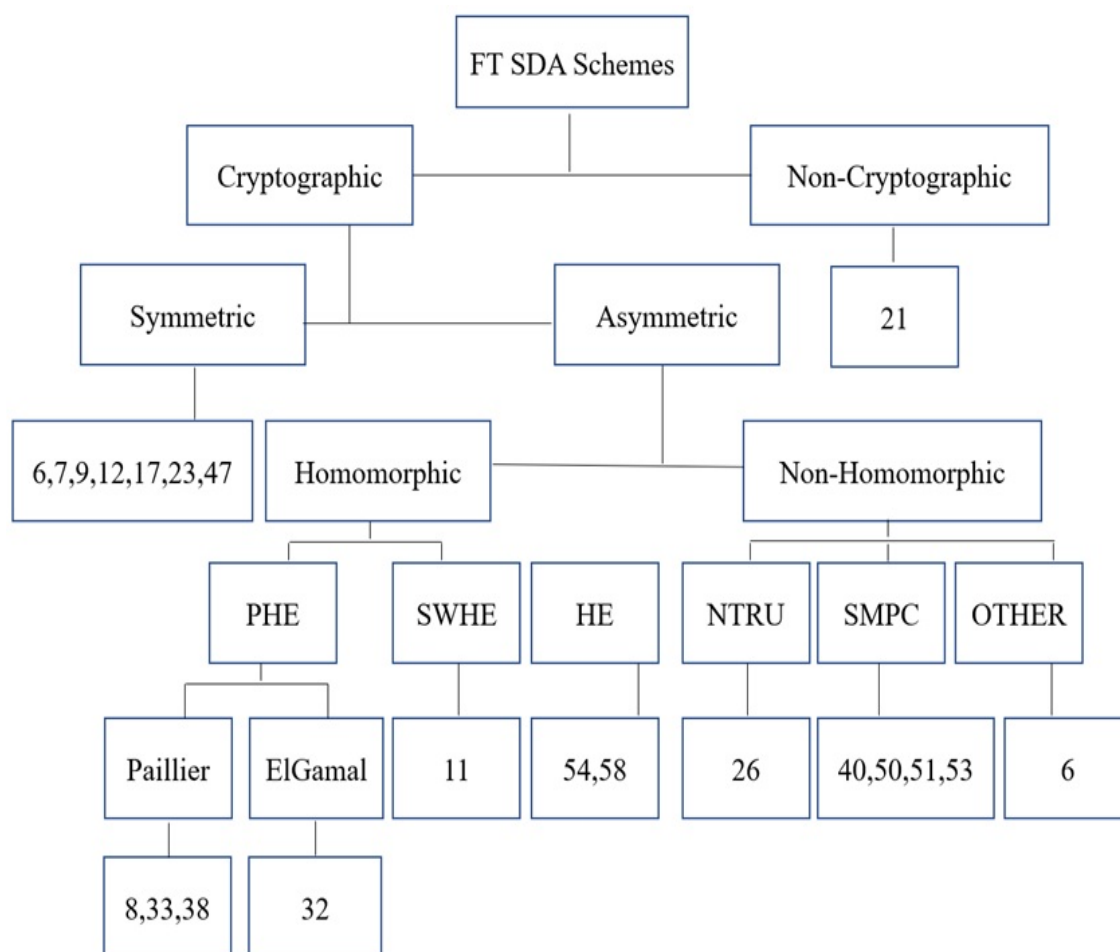 FT SDA Schemes
Cryptographic
Non-Cryptographic
Symmetric
Asymmetric
21
6,7,9,12,17,23,47
Homomorphic
Non-Homomorphic
PHE
SWHE
HE
NTRU
SMPC
OTHER
Paillier
ElGamal
11
54,58
26
40,50,51,53
6
8,33,38
32